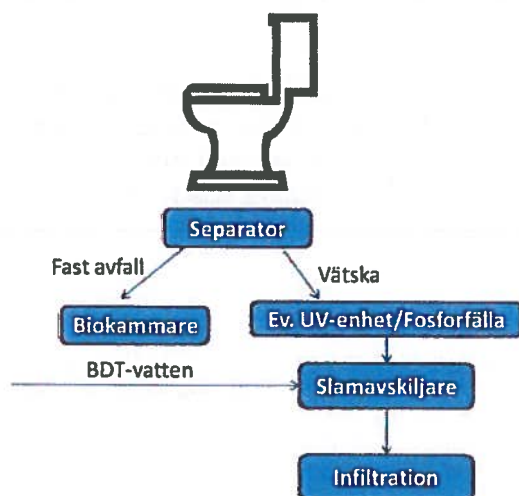 Separator
Fast avfall
Vätska
Biokammare
Ev. UV-enhet/Fosforfälla
BDT-vatten
Slamavskiljare
Infiltration